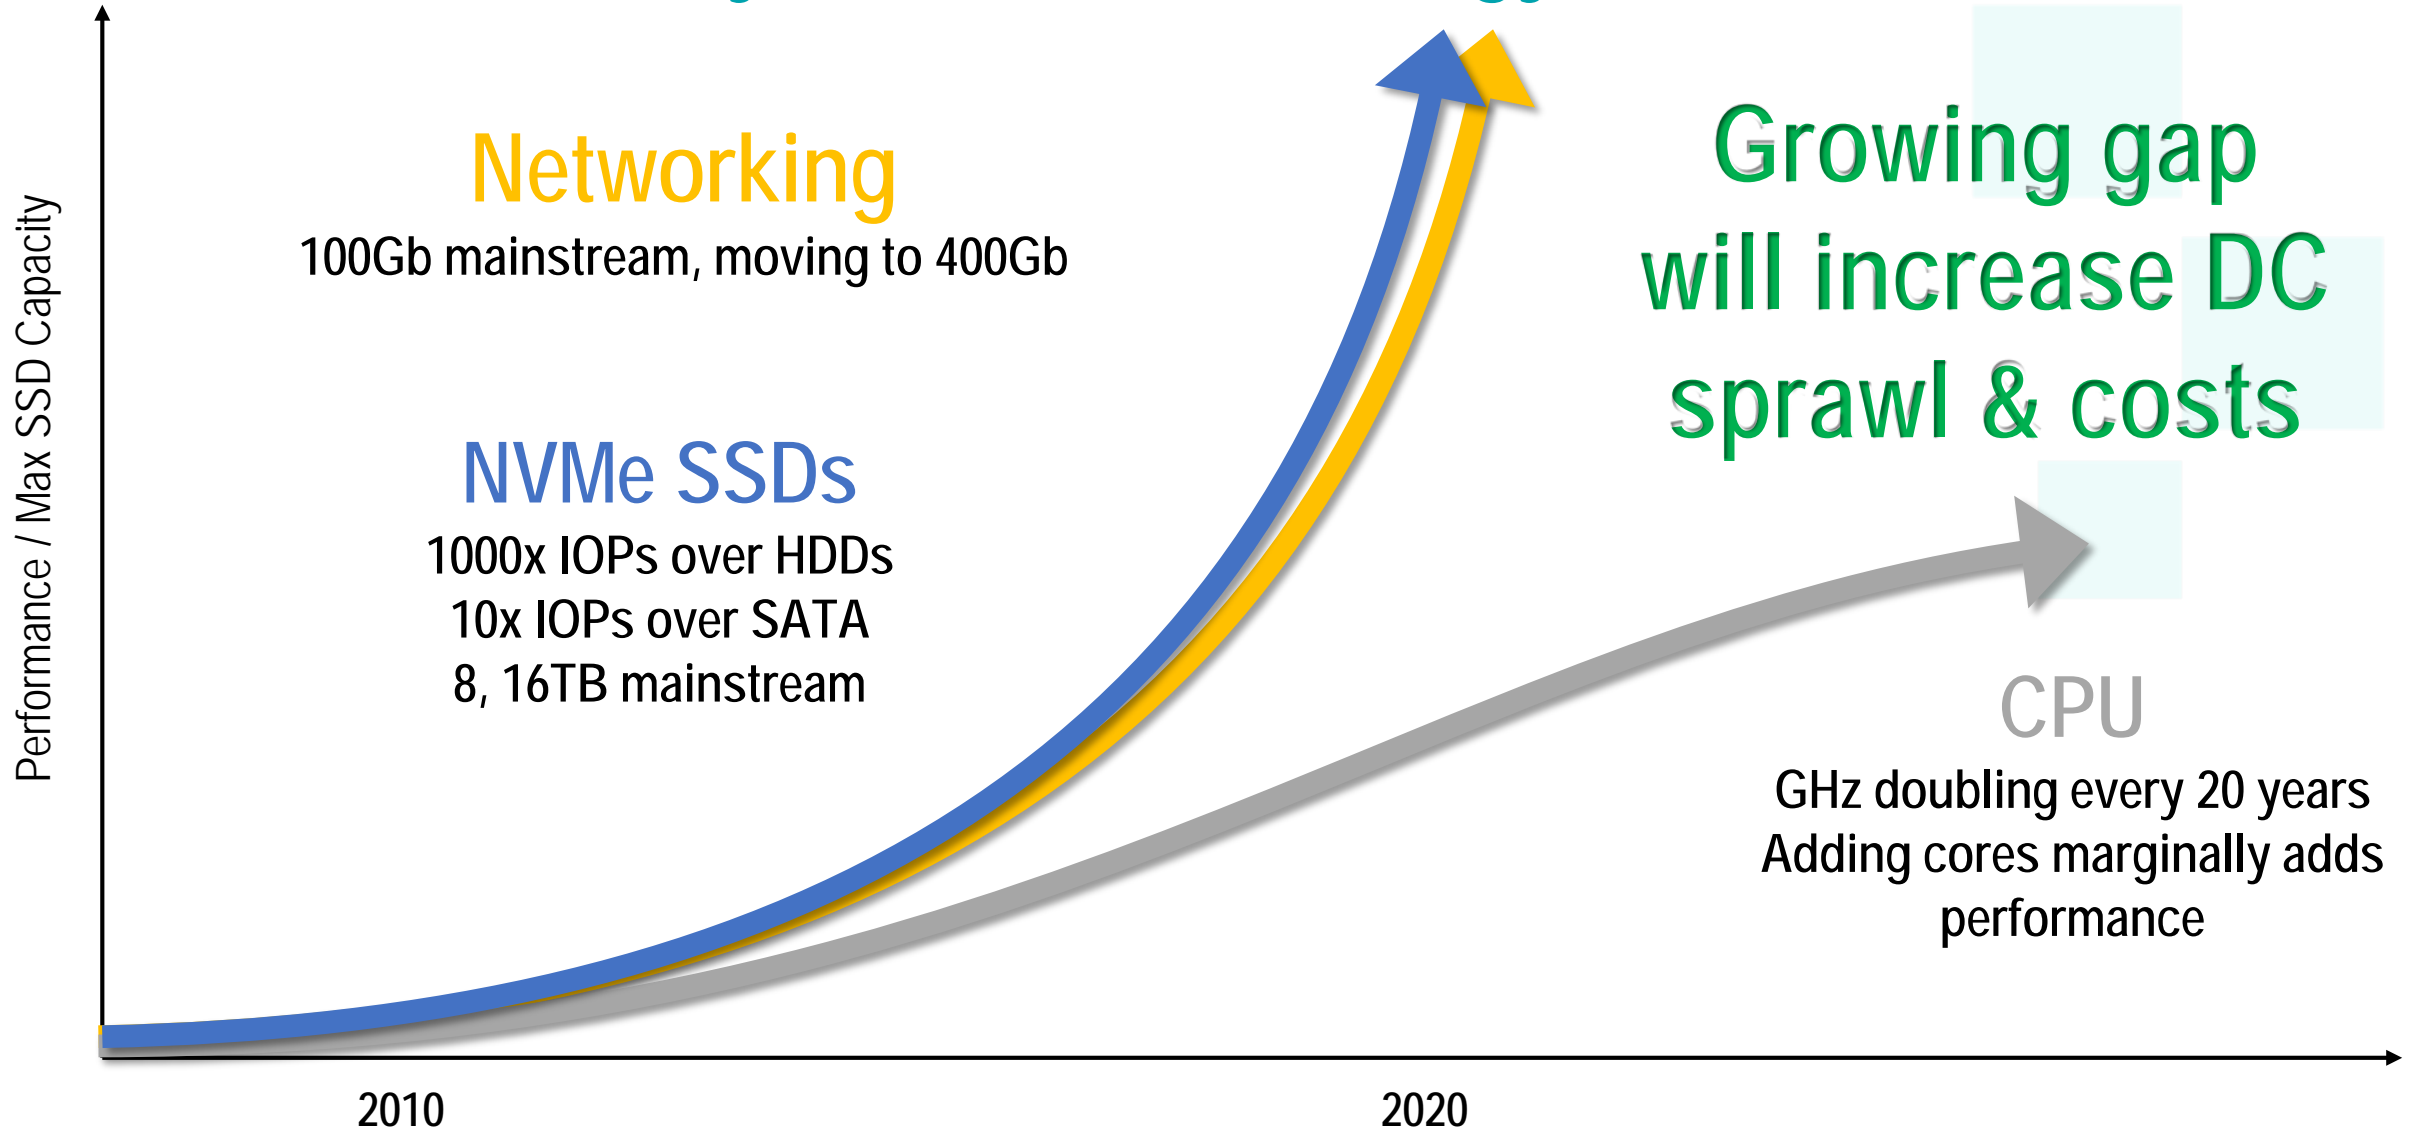 Performance / Max SSD Capacity
Networking
100Gb mainstream, moving to 400Gb
NVMe SSDs
1000x IOPs over HDDs
10x IOPs over SATA
8, 16TB mainstream
Growing gap
will increase DC
sprawl & costs
CPU
GHz doubling every 20 years
Adding cores marginally adds
performance
2010
2020